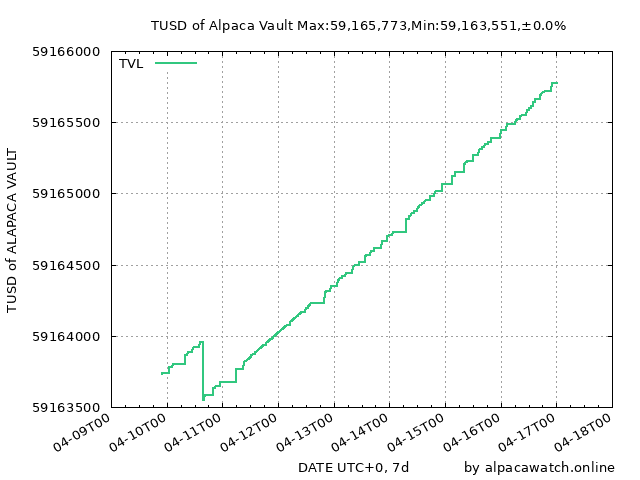 TUSD of Alpaca Vault Max:59,165,773,Min:59,163,551,±0.0%
TVL
TUSD of ALAPACA VAULT
59166000
59165500
59165000
59164500
59164000
59163500
04-09T00
04-10T00
04-11T00
04-12T00
04-13T00
04-14T00
04-15T00
04-16T00
04-17T00
04-18T00
DATE UTC+0, 7d
by alpacawatch.online